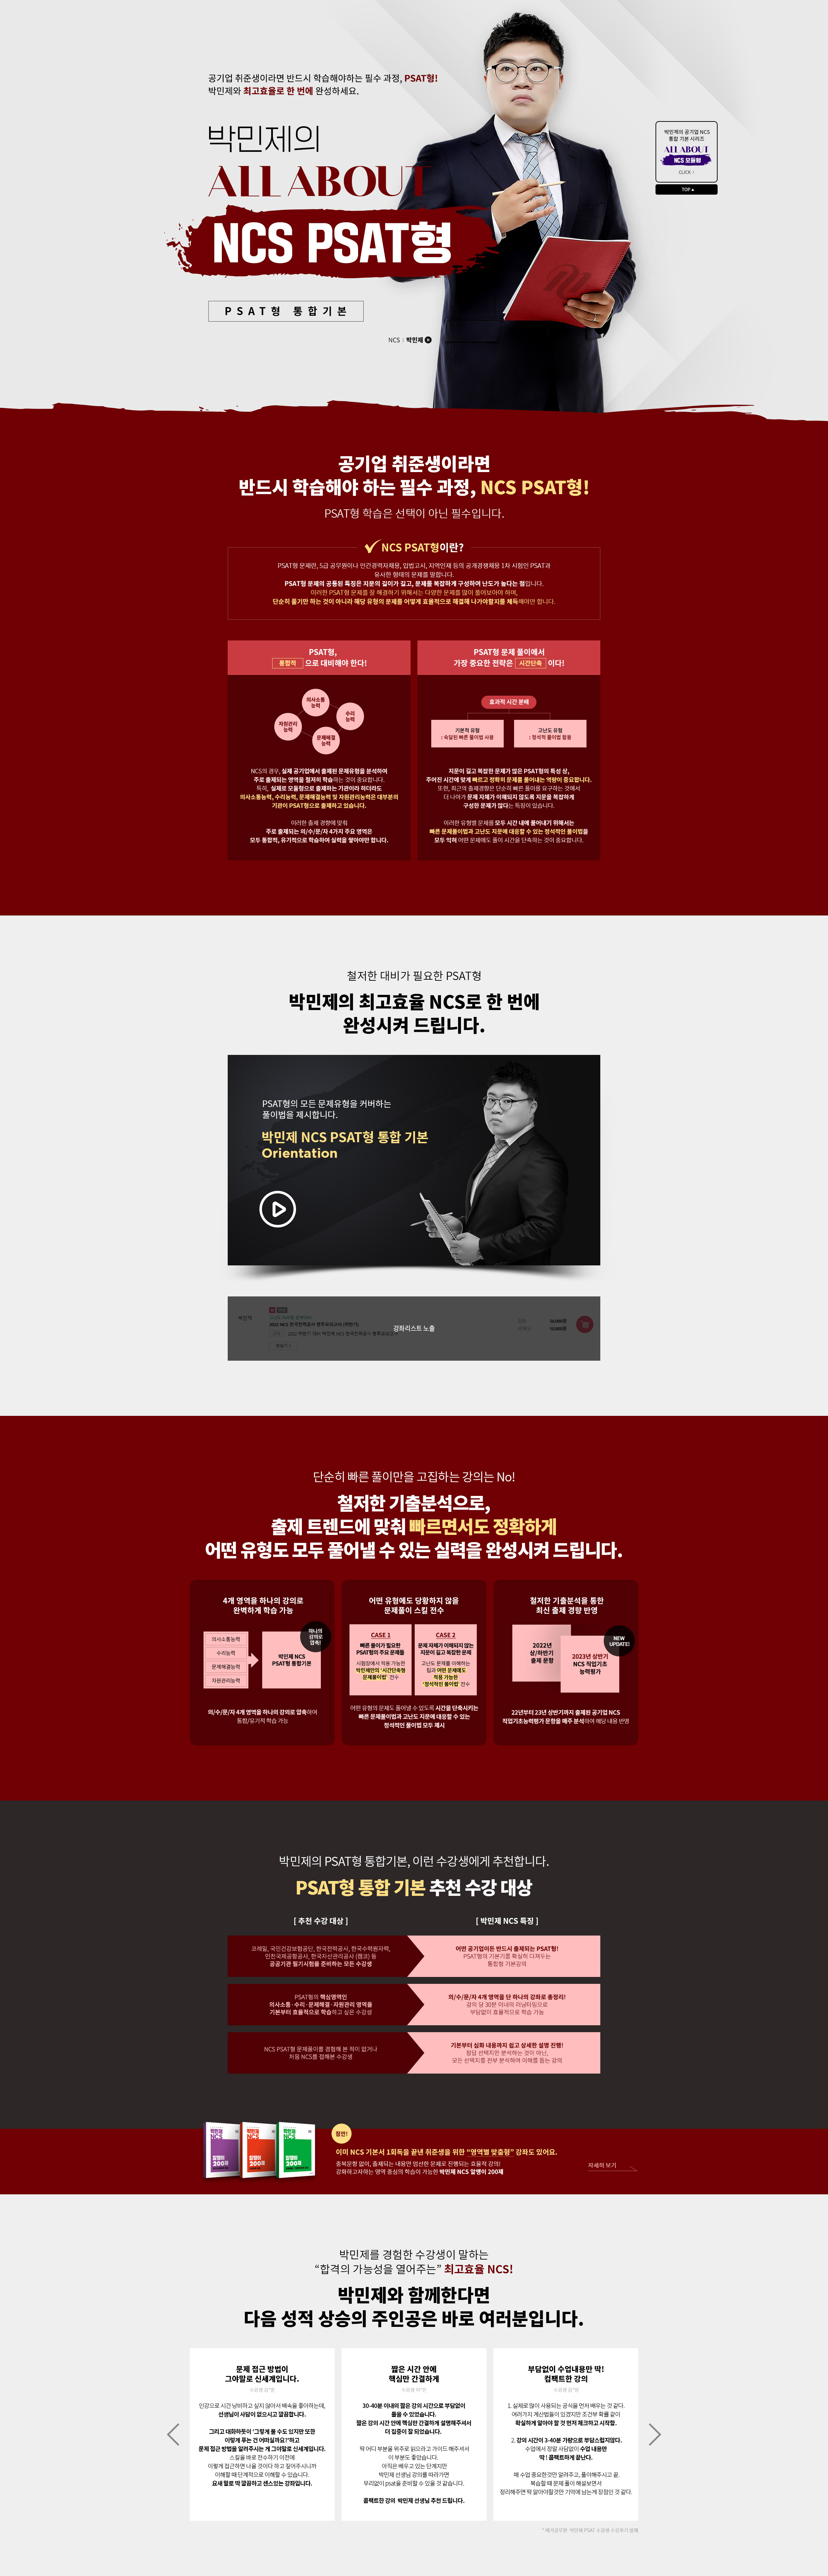 공기업 취준생이라면 반드시 학습해야하는 필수 과정, PSAT형!
박민제와 최고효율로 한 번에 완성하세요.
박민제의
ALL ABOUT
NCS PSAT형
PSAT형 통합기본
NCS 박민제
박민제의 공기업 NCS
통합 기본 시리즈
ALL ABOUT
NCS 모듈형
CLICK
TOP
공기업 취준생이라면
반드시 학습해야 하는 필수 과정, NCS PSAT형!
PSAT형 학습은 선택이 아닌 필수입니다.
NCS PSAT형이란?
PSAT형 문제란, 5급 공무원이나 민간경력자채용, 입법고시, 지역인재 등의 공개경쟁채용 1차 시험인 PSAT과
유사한 형태의 문제를 말합니다.
PSAT형 문제의 공통된 특징은 지문의 길이가 길고, 문제를 복잡하게 구성하여 난도가 높다는 점입니다.
이러한 PSAT형 문제를 잘 해결하기 위해서는 다양한 문제를 많이 풀어보아야 하며,
단순히 풀기만 하는 것이 아니라 해당 유형의 문제를 어떻게 효율적으로 해결해 나가야할지를 체득해야만 합니다.
PSAT형,
통합적 으로 대비해야 한다!
의사소통
능력
수리
능력
자원관리
능력
문제해결
능력
NCS의 경우, 실제 공기업에서 출제된 문제유형을 분석하여
주로 출제되는 영역을 철저히 학습하는 것이 중요합니다.
특히, 실제로 모듈형으로 출제하는 기관이라 하더라도
의사소통능력, 수리능력, 문제해결능력 및 자원관리능력은 대부분의
기관이 PSAT형으로 출제하고 있습니다.
이러한 출제 경향에 맞춰
주로 출제되는 의/수/문/자 4가지 주요 영역은
모두 통합적, 유기적으로 학습하여 실력을 쌓아야만 합니다.
PSAT형 문제 풀이에서
가장 중요한 전략은 시간단축 이다!
효과적 시간 분배
기본적 유형
: 숙달된 빠른 풀이법 사용
고난도 유형
: 정석적 풀이법 활용
지문이 길고 복잡한 문제가 많은 PSAT형의 특성 상,
주어진 시간에 맞게 빠르고 정확히 문제를 풀어내는 역량이 중요합니다.
또한, 최근의 출제경향은 단순히 빠른 풀이를 요구하는 것에서
더 나아가 문제 자체가 이해되지 않도록 지문을 복잡하게
구성한 문제가 많다는 특징이 있습니다.
이러한 유형별 문제를 모두 시간 내에 풀어내기 위해서는
빠른 문제풀이법과 고난도 지문에 대응할 수 있는 정석적인 풀이법을
모두 익혀 어떤 문제에도 풀이 시간을 단축하는 것이 중요합니다.
철저한 대비가 필요한 PSAT형
박민제의 최고효율 NCS로 한 번에
완성시켜 드립니다.
PSAT형의 모든 문제유형을 커버하는
풀이법을 제시합니다.
박민제 NCS PSAT형 통합 기본
Orientation
박민제
강좌리스트 노출
단순히 빠른 풀이만을 고집하는 강의는 No!
철저한 기출분석으로,
출제 트렌드에 맞춰 빠르면서도 정확하게
어떤 유형도 모두 풀어낼 수 있는 실력을 완성시켜 드립니다.
4개 영역을 하나의 강의로
완벽하게 학습 가능
의사소통능력
수리능력
문제해결능력
자원관리능력
박민제 NCS
PSAT형 통합기본
하나의
강의로
압축!
의/수/문/자 4개 영역을 하나의 강의로 압축하여
통합/유기적 학습 가능
어떤 유형에도 당황하지 않을
문제풀이 스킬 전수
CASE 1
빠른 풀이가 필요한
PSAT형의 주요 문제들
시험장에서 적용 가능한
박민제만의 '시간단축형
문제풀이법' 전수
CASE 2
문제 자체가 이해되지 않는
지문이 길고 복잡한 문제
고난도 문제를 이해하는
팁과 어떤 문제에도
적용 가능한
'정석적인 풀이법' 전수
어떤 유형의 문제도 풀어낼 수 있도록 시간을 단축시키는
빠른 문제풀이법과 고난도 지문에 대응할 수 있는
정석적인 풀이법 모두 제시
철저한 기출분석을 통한
최신 출제 경향 반영
2022년
상/하반기
출제 문항
2023년 상반기
NCS 직업기초
능력평가
NEW
UPDATE!
22년부터 23년 상반기까지 출제된 공기업 NCS
직업기초능력평가 문항을 매주 분석하여 해당 내용 반영
박민제의 PSAT형 통합기본, 이런 수강생에게 추천합니다.
PSAT형 통합 기본 추천 수강 대상
[ 추천 수강 대상 ]
[ 박민제 NCS 특징 ]
코레일, 국민건강보험공단, 한국전력공사, 한국수력원자력,
인천국제공항공사, 한국자산관리공사 (캠코) 등
공공기관 필기시험을 준비하는 모든 수강생
어떤 공기업이든 반드시 출제되는 PSAT형!
PSAT형의 기본기를 확실히 다져두는
통합형 기본강의
PSAT형의 핵심영역인
의사소통·수리·문제해결·자원관리 영역을
기본부터 효율적으로 학습하고 싶은 수강생
의/수/문/자 4개 영역을 단 하나의 강좌로 총정리!
강의 당 30분 이내의 러닝타임으로
부담없이 효율적으로 학습 가능
NCS PSAT형 문제풀이를 경험해 본 적이 없거나
처음 NCS를 접해본 수강생
기본부터 심화 내용까지 쉽고 상세한 설명 진행!
정답 선택지만 분석하는 것이 아닌,
모든 선택지를 전부 분석하여 이해를 돕는 강의
잠깐!
이미 NCS 기본서 1회독을 끝낸 취준생을 위한 "영역별 맞춤형" 강좌도 있어요.
중복문항 없이, 출제되는 내용만 엄선한 문제로 진행되는 효율적 강의!
강화하고자하는 영역 중심의 학습이 가능한 박민제 NCS 알맹이 200제
자세히 보기
박민제를 경험한 수강생이 말하는
“합격의 가능성을 열어주는” 최고효율 NCS!
박민제와 함께한다면
다음 성적 상승의 주인공은 바로 여러분입니다.
문제 접근 방법이
그야말로 신세계입니다.
인강으로 시간 낭비하고 싶지 않아서 배속을 좋아하는데,
선생님이 사담이 없으시고 깔끔합니다.
그리고 대화하듯이 '그렇게 풀 수도 있지만 또한
이렇게 푸는 건 어떠실까요?'하고
문제 접근 방법을 알려주시는 게 그야말로 신세계입니다.
스킬을 바로 전수하기 이전에
이렇게 접근하면 나올 것이다 하고 짚어주시니까
이해할 때 단계적으로 이해할 수 있습니다.
요새 말로 딱 깔끔하고 센스있는 강좌입니다.
짧은 시간 안에
핵심만 간결하게
30-40분 이내의 짧은 강의 시간으로 부담없이
들을 수 있었습니다.
짧은 강의 시간 안에 핵심만 간결하게 설명해주셔서
더 집중이 잘 되었습니다.
딱 어디 부분을 위주로 읽으라고 가이드 해주셔서
이 부분도 좋았습니다.
아직은 배우고 있는 단계지만
박민제 선생님 강의를 따라가면
무리없이 psat을 준비할 수 있을 것 같습니다.
콤팩트한 강의 박민제 선생님 추천 드립니다.
부담없이 수업내용만 딱!
컴팩트한 강의
1. 실제로 많이 사용되는 공식을 먼저 배우는 것 같다.
여러가지 계산법들이 있겠지만 조건부 확률 같이
확실하게 알아야 할 것 먼저 체크하고 시작함.
2. 강의 시간이 3-40분 가량으로 부담스럽지않다.
수업에서 정말 사담없이 수업 내용만
딱! 콤팩트하게 끝난다.
매 수업 중요한것만 알려주고, 풀이해주시고 끝.
복습할 때 문제 풀이 해설보면서
정리해주면 딱 알아야할것만 기억에 남는게 장점인 것 같다.